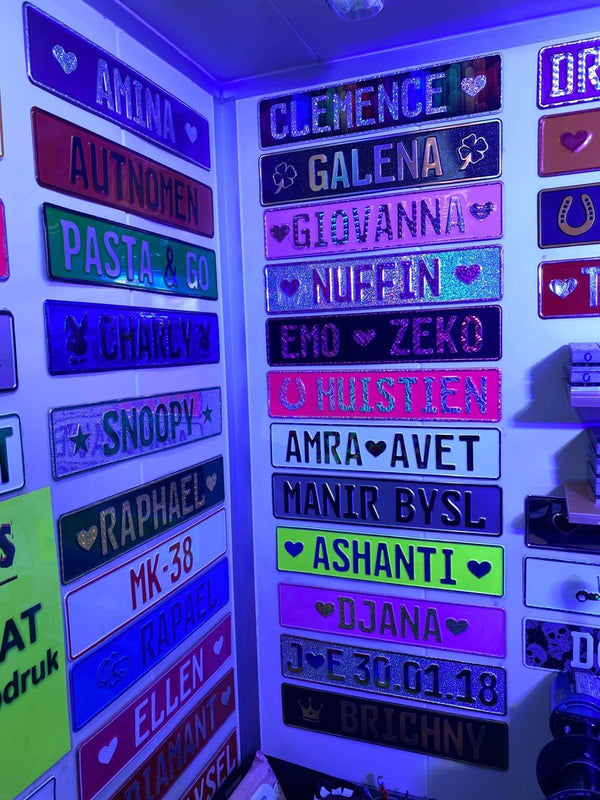 AMINA
AUTNOMEN
PASTA & GO
CHARLY
SNOOPY
RAPHAEL
MK-38
RAPAEL
ELLEN
DIAMANT
CLEMENCE
GALENA
GIOVANNA
NUFFIN
EMO ZEKO
HUISTIEN
AMRA AVET
MANIR BYSL
ASHANTI
DJANA
J E 30.01.18
BRICHNY